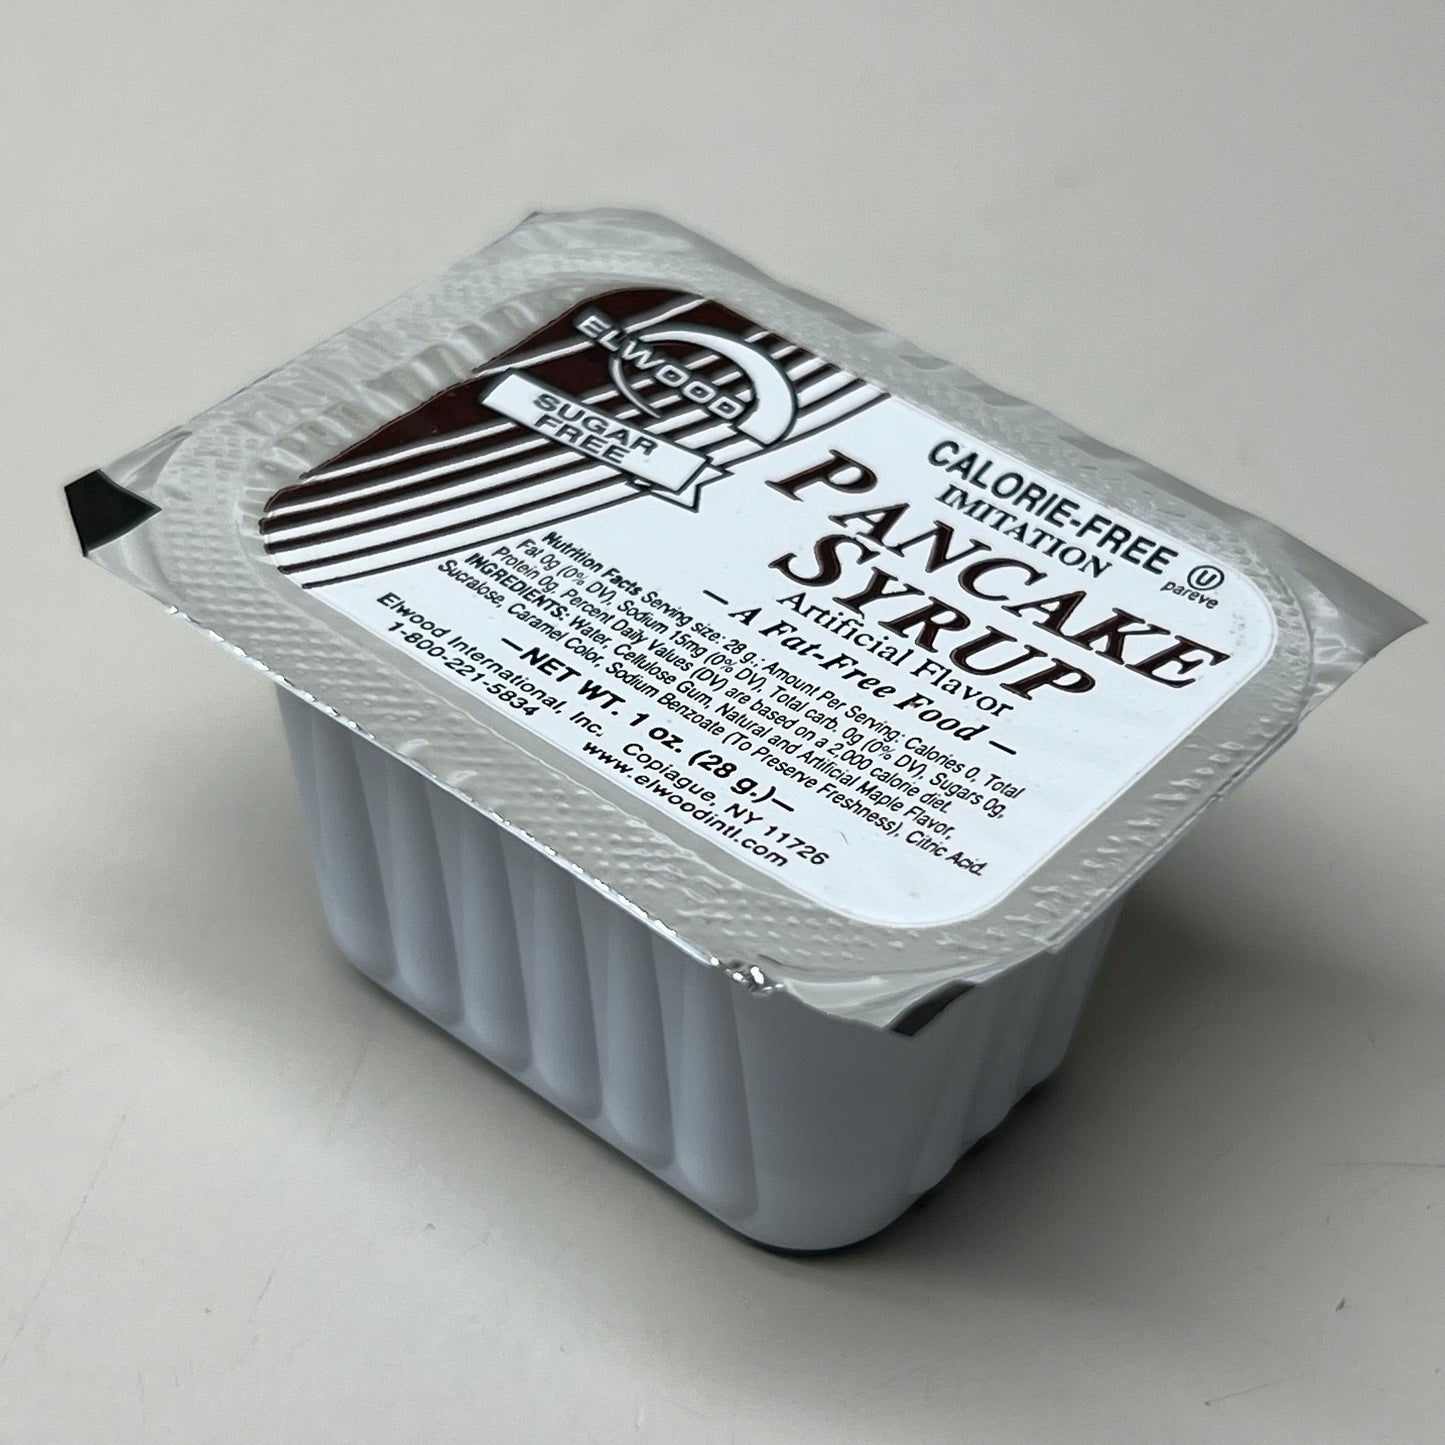 ELWOOD
SUGAR
FREE
CALORIE-FREE
IMITATION
PANCAKE
SYRUP
Artificial Flavor
— A Fat-Free Food —
U
pareve
Nutrition Facts Serving size: 28 g.; Amount Per Serving: Calories 0, Total
Fat 0g (0% DV), Sodium 15mg (0% DV), Total carb. 0g (0% DV), Sugars 0g,
Protein 0g, Percent Daily Values (DV) are based on a 2,000 calorie diet.
INGREDIENTS: Water, Cellulose Gum, Natural and Artificial Maple Flavor,
Sucralose, Caramel Color, Sodium Benzoate (To Preserve Freshness), Citric Acid.
—NET WT. 1 oz. (28 g.)—
Elwood International, Inc. Copiague, NY 11726
1-800-221-5834 www.elwoodintl.com